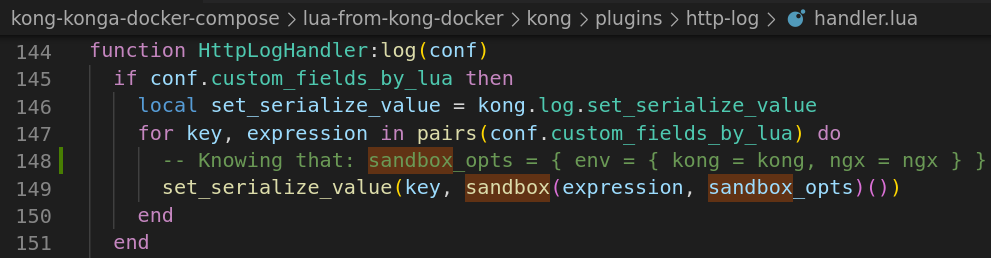 kong-konga-docker-compose > lua-from-kong-docker > kong > plugins > http-log > handler.lua
144 function HttpLogHandler:log(conf)
145 if conf.custom_fields_by_lua then
146 local set_serialize_value = kong.log.set_serialize_value
147 for key, expression in pairs(conf.custom_fields_by_lua) do
148 -- Knowing that: sandbox_opts = { env = { kong = kong, ngx = ngx } }
149 set_serialize_value(key, sandbox(expression, sandbox_opts)())
150 end
151 end